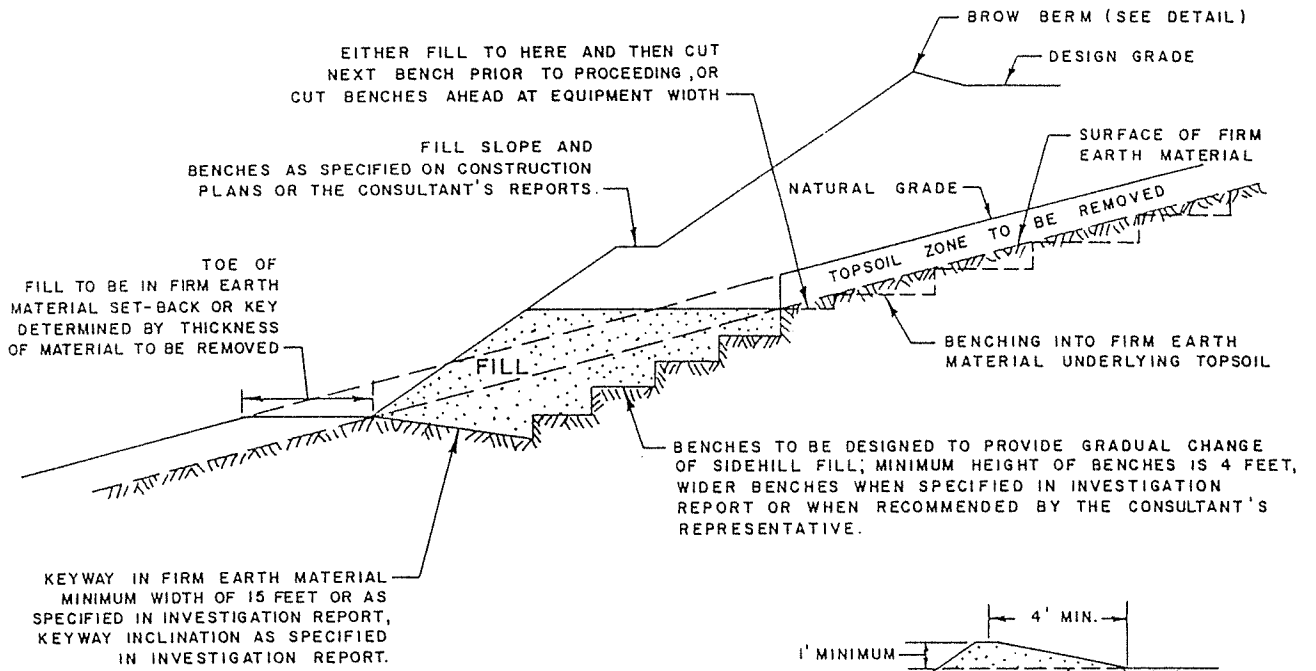 BROW BERM (SEE DETAIL)
DESIGN GRADE
EITHER FILL TO HERE AND THEN CUT
NEXT BENCH PRIOR TO PROCEEDING, OR
CUT BENCHES AHEAD AT EQUIPMENT WIDTH
FILL SLOPE AND
BENCHES AS SPECIFIED ON CONSTRUCTION
PLANS OR THE CONSULTANT'S REPORTS.
SURFACE OF FIRM
EARTH MATERIAL
NATURAL GRADE
TOPSOIL ZONE TO BE REMOVED
TOE OF
FILL TO BE IN FIRM EARTH
MATERIAL SET-BACK OR KEY
DETERMINED BY THICKNESS
OF MATERIAL TO BE REMOVED
BENCHING INTO FIRM EARTH
MATERIAL UNDERLYING TOPSOIL
FILL
BENCHES TO BE DESIGNED TO PROVIDE GRADUAL CHANGE
OF SIDEHILL FILL; MINIMUM HEIGHT OF BENCHES IS 4 FEET,
WIDER BENCHES WHEN SPECIFIED IN INVESTIGATION
REPORT OR WHEN RECOMMENDED BY THE CONSULTANT'S
REPRESENTATIVE.
KEYWAY IN FIRM EARTH MATERIAL
MINIMUM WIDTH OF 15 FEET OR AS
SPECIFIED IN INVESTIGATION REPORT,
KEYWAY INCLINATION AS SPECIFIED
IN INVESTIGATION REPORT.
4' MIN.
1' MINIMUM